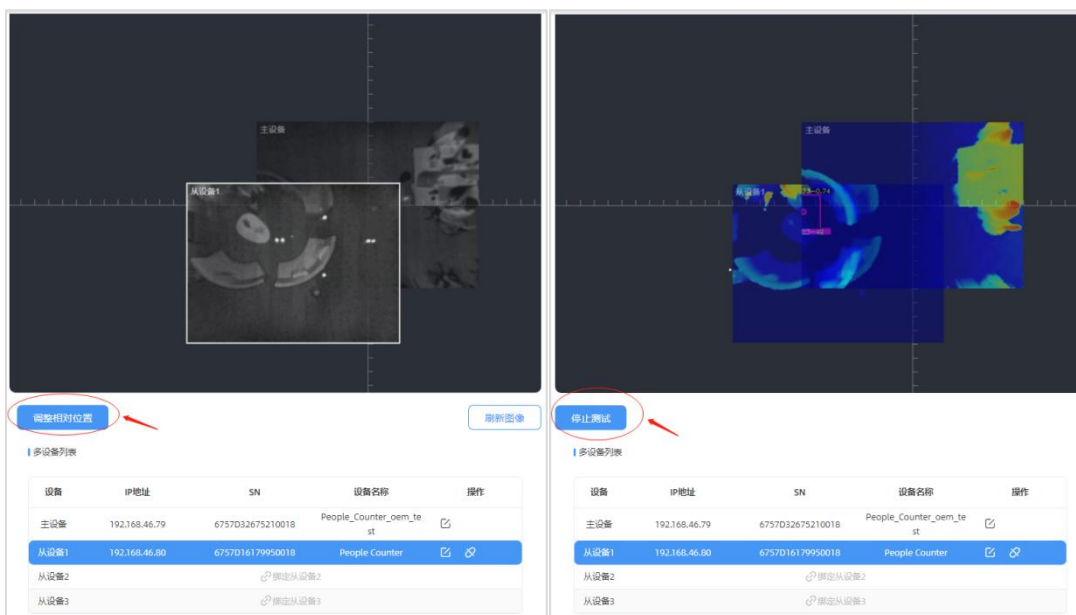 主设备
从设备1
调整相对位置
刷新图像
多设备列表
设备 IP地址 SN 设备名称 操作
主设备 192.168.46.79 6757D32675210018 People_Counter_oem_te
st
从设备1 192.168.46.80 6757D16179950018 People Counter
从设备2 绑定从设备2
从设备3 绑定从设备3
主设备
从设备1
停止测试
多设备列表
设备 IP地址 SN 设备名称 操作
主设备 192.168.46.79 6757D32675210018 People_Counter_oem_te
st
从设备1 192.168.46.80 6757D16179950018 People Counter
从设备2 绑定从设备2
从设备3 绑定从设备3